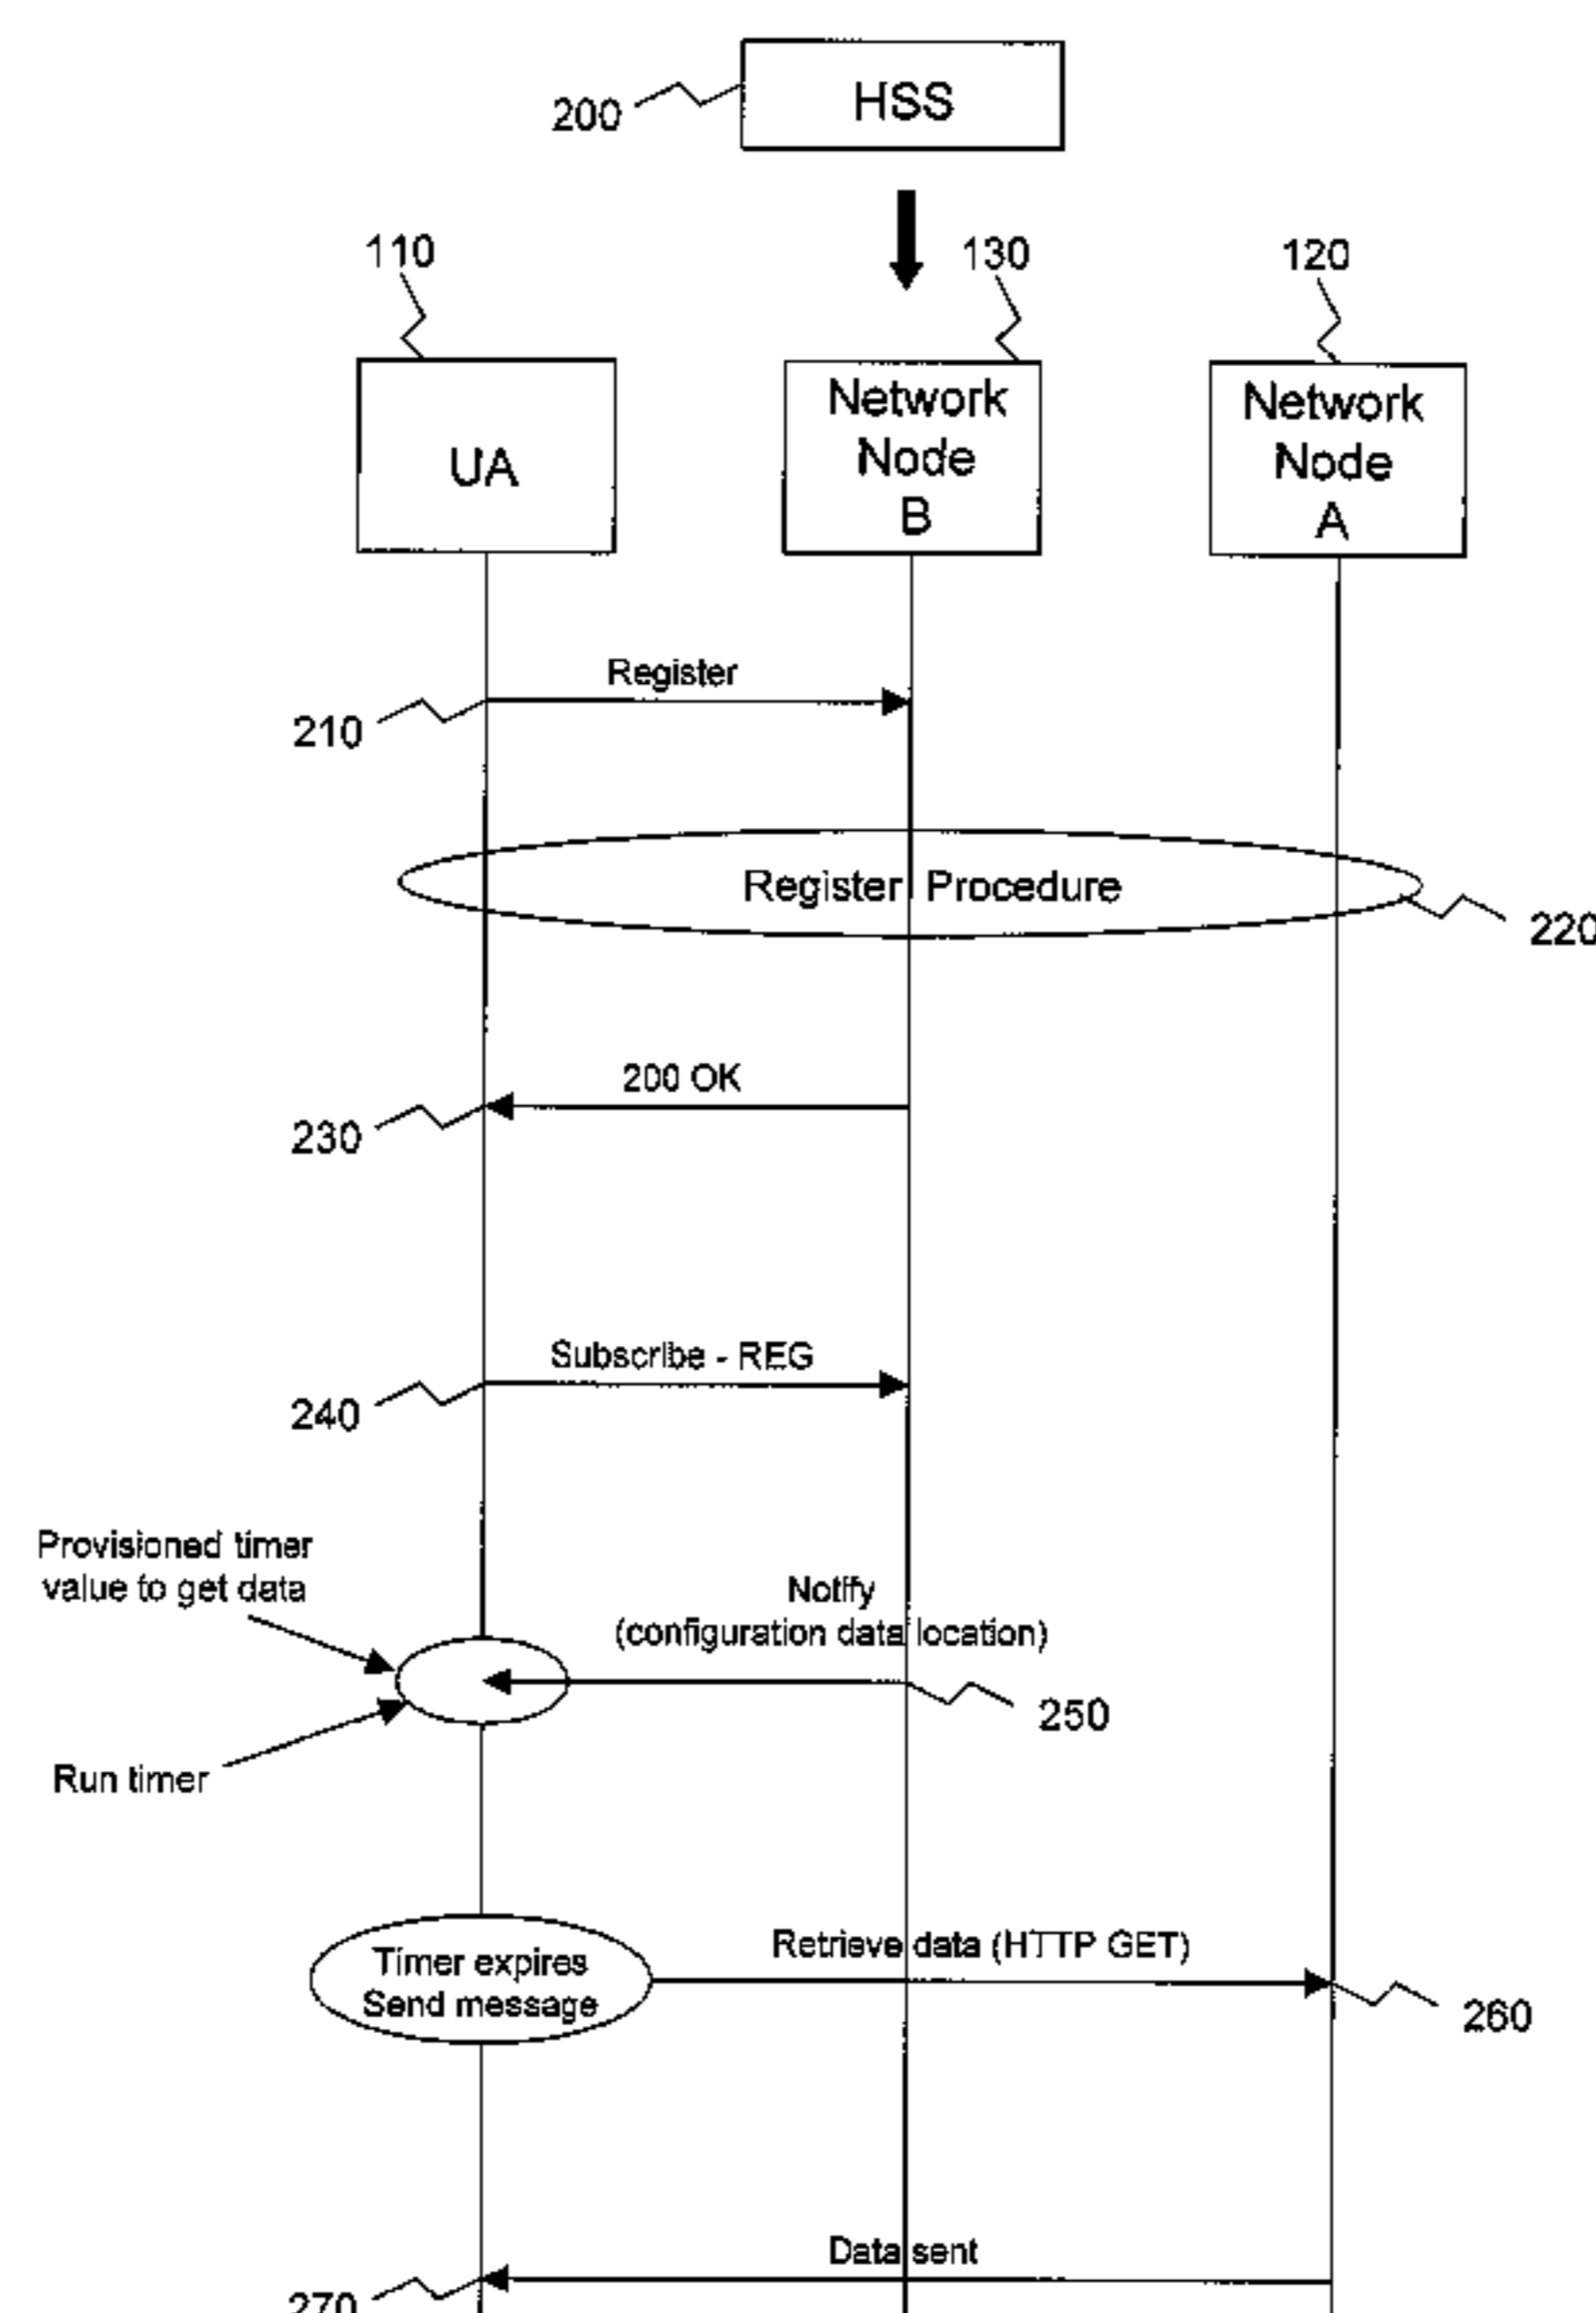 HSS
200
110
130
120
UA
Network
Node
B
Network
Node
A
Register
210
Register Procedure
220
200 OK
230
Subscribe - REG
240
Provisioned timer
value to get data
Notify
(configuration data location)
250
Run timer
Timer expires
Send message
Retrieve data (HTTP GET)
260
Data sent
270